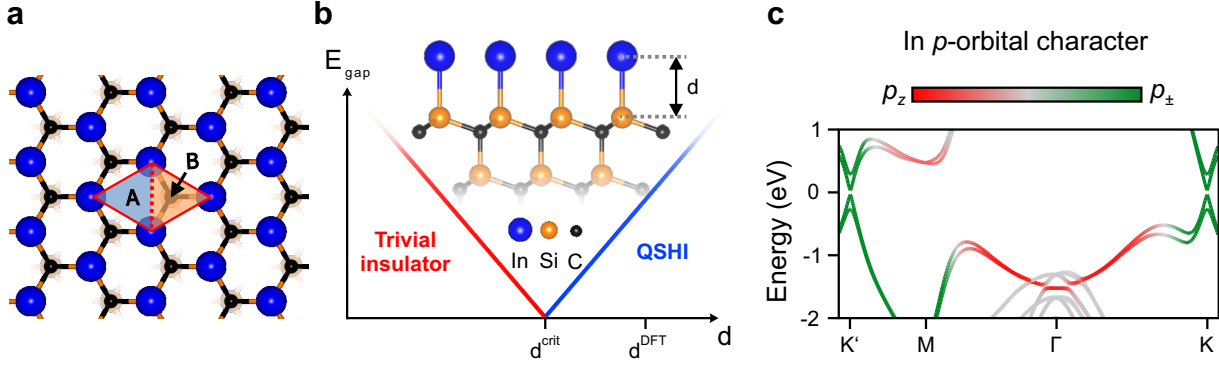 a
A
B
b
E gap
d
Trivial
insulator
QSHI
In Si C
d^crit
d^DFT
d
c
In p-orbital character
p_z
p_±
Energy (eV)
1
0
-1
-2
K‘ M Γ K